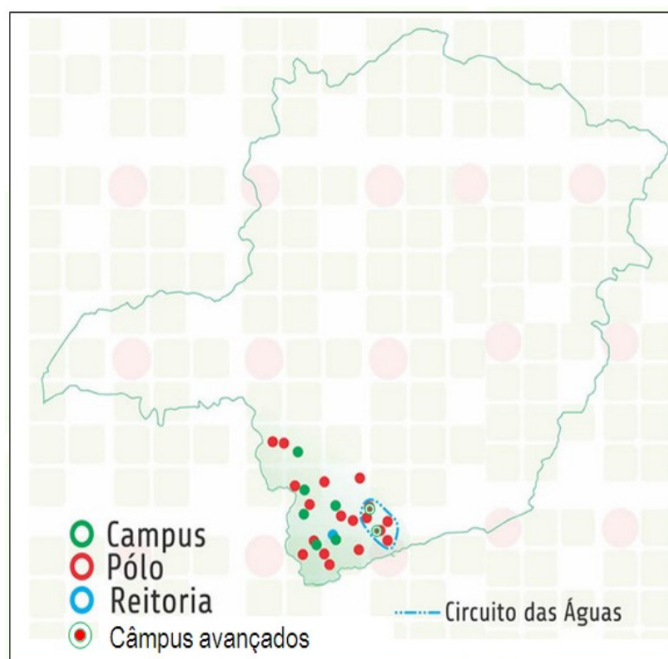 Campus
Pólo
Reitoria
Câmpus avançados
Circuito das Águas